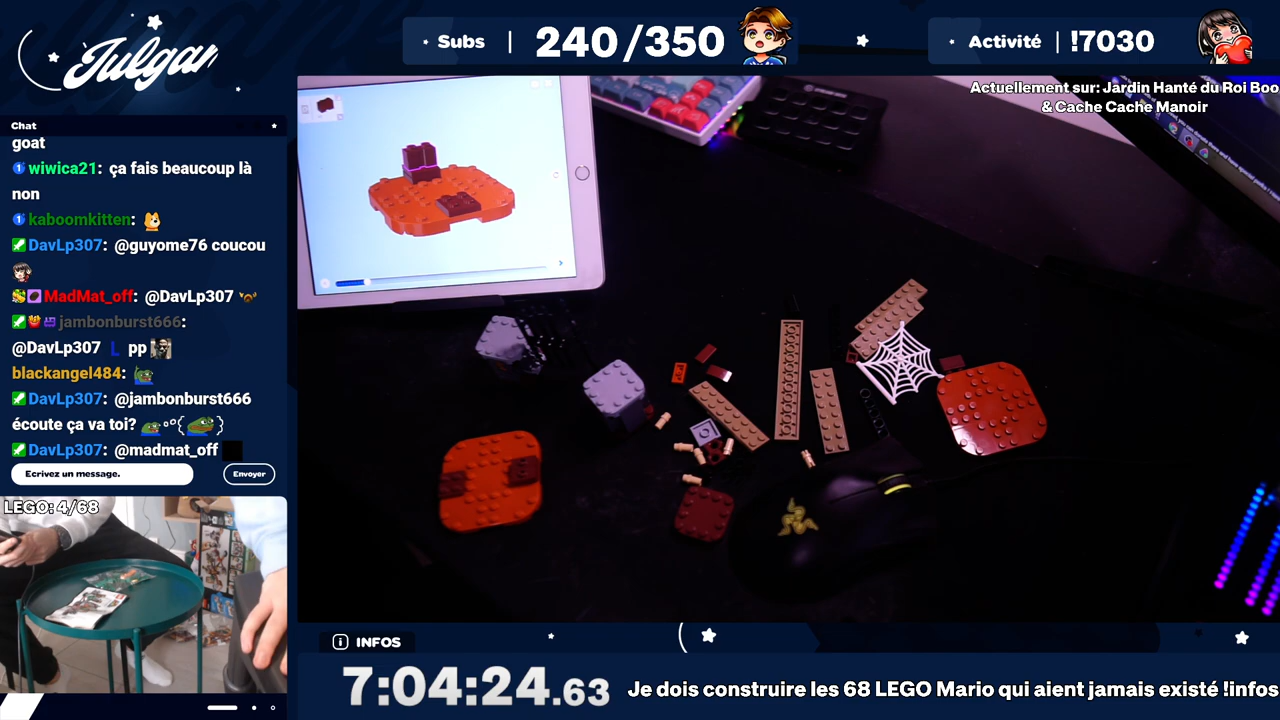 Julgan
Subs | 240/350
Activité | !7030
Actuellement sur: Jardin Hanté du Roi Boo
& Cache Cache Manoir
Chat
goat
wiwica21: ça fais beaucoup là
non
kaboomkitten:
DavLp307: @guyome76 coucou
MadMat_off: @DavLp307
jambonburst666:
@DavLp307 L pp
blackangel484:
DavLp307: @jambonburst666
écoute ça va toi?
DavLp307: @madmat_off
Ecrivez un message.
Envoyer
LEGO: 4/68
INFOS
7:04:24.63
Je dois construire les 68 LEGO Mario qui aient jamais existé !infos